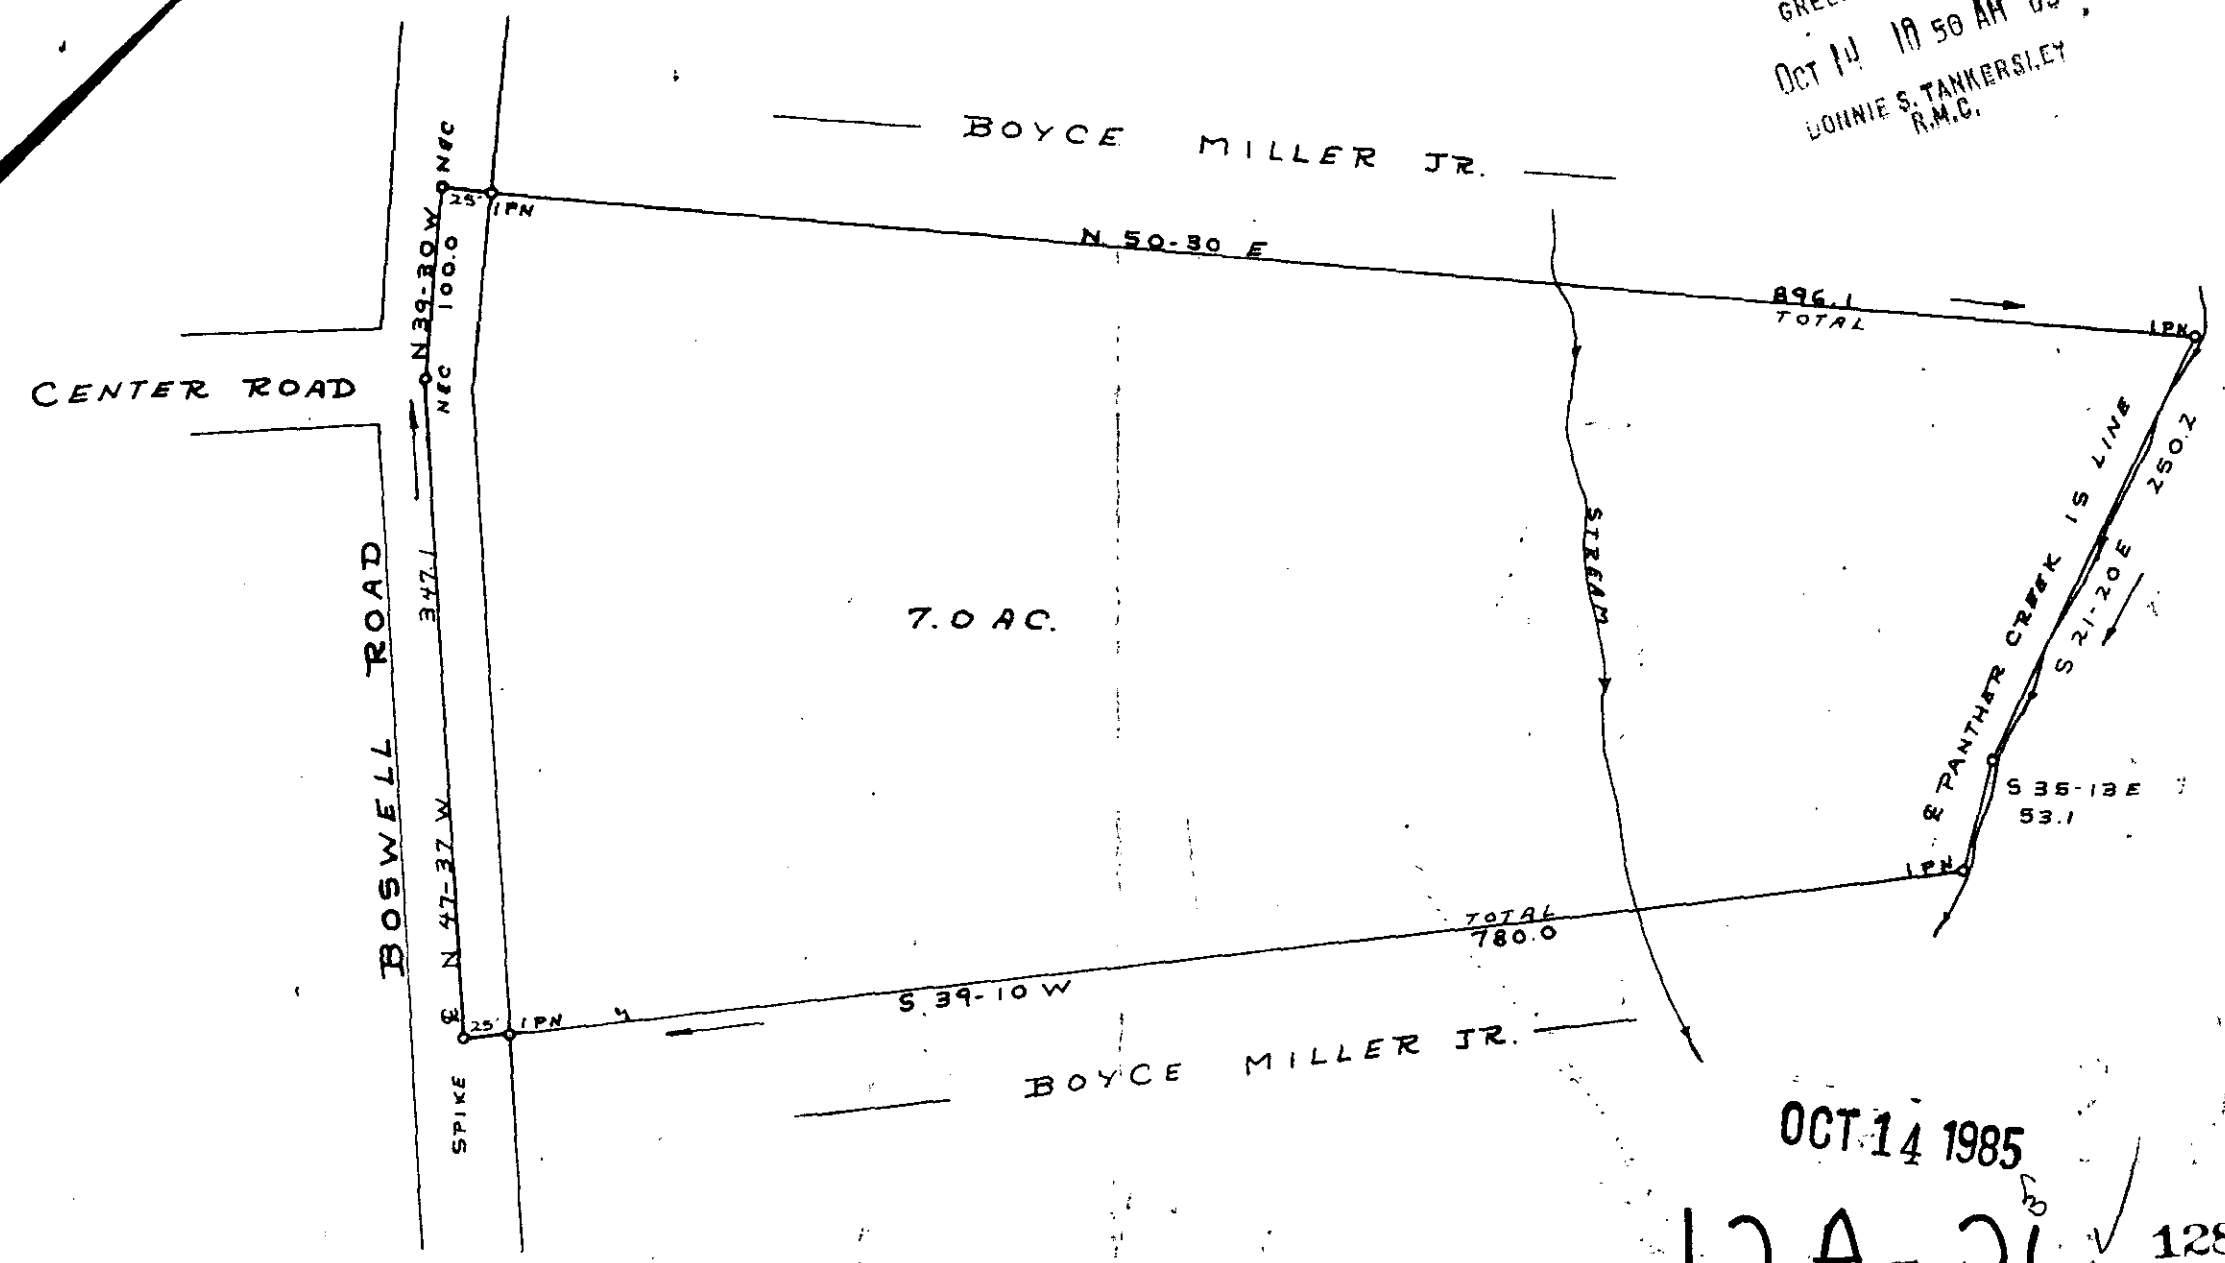 OCT 14 10 50 AM
DONNIE S. TANKERSLEY
R.M.C.
BOYCE MILLER JR.
N&C
25'
IPN
N 39-30 W
100.0
N 50-30 E
896.1
TOTAL
IPN
CENTER ROAD
N&C
℄ PANTHER CREEK IS LINE
250.2
S 21-20 E
STREAM
347.1
7.0 AC.
BOSWELL ROAD
N 47-37 W
S 35-13 E
53.1
IPN
TOTAL
780.0
S 39-10 W
℄
25'
IPN
SPIKE
BOYCE MILLER JR.
OCT 14 1985